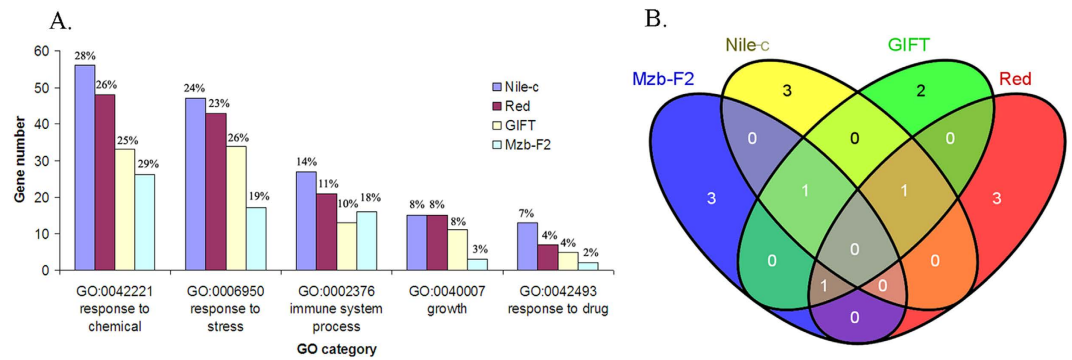 A.
60
50
40
30
20
10
0
Gene number
28%
26%
25%
29%
24%
23%
26%
19%
14%
11%
10%
18%
8%
8%
8%
3%
7%
4%
4%
2%
Nile-c
Red
GIFT
Mzb-F2
GO:0042221
response to
chemical
GO:0006950
response to
stress
GO:0002376
immune system
process
GO:0040007
growth
GO:0042493
response to drug
GO category
B.
Nile-c
GIFT
Mzb-F2
Red
3
2
0
0
0
3
1
1
3
0
0
0
1
0
0